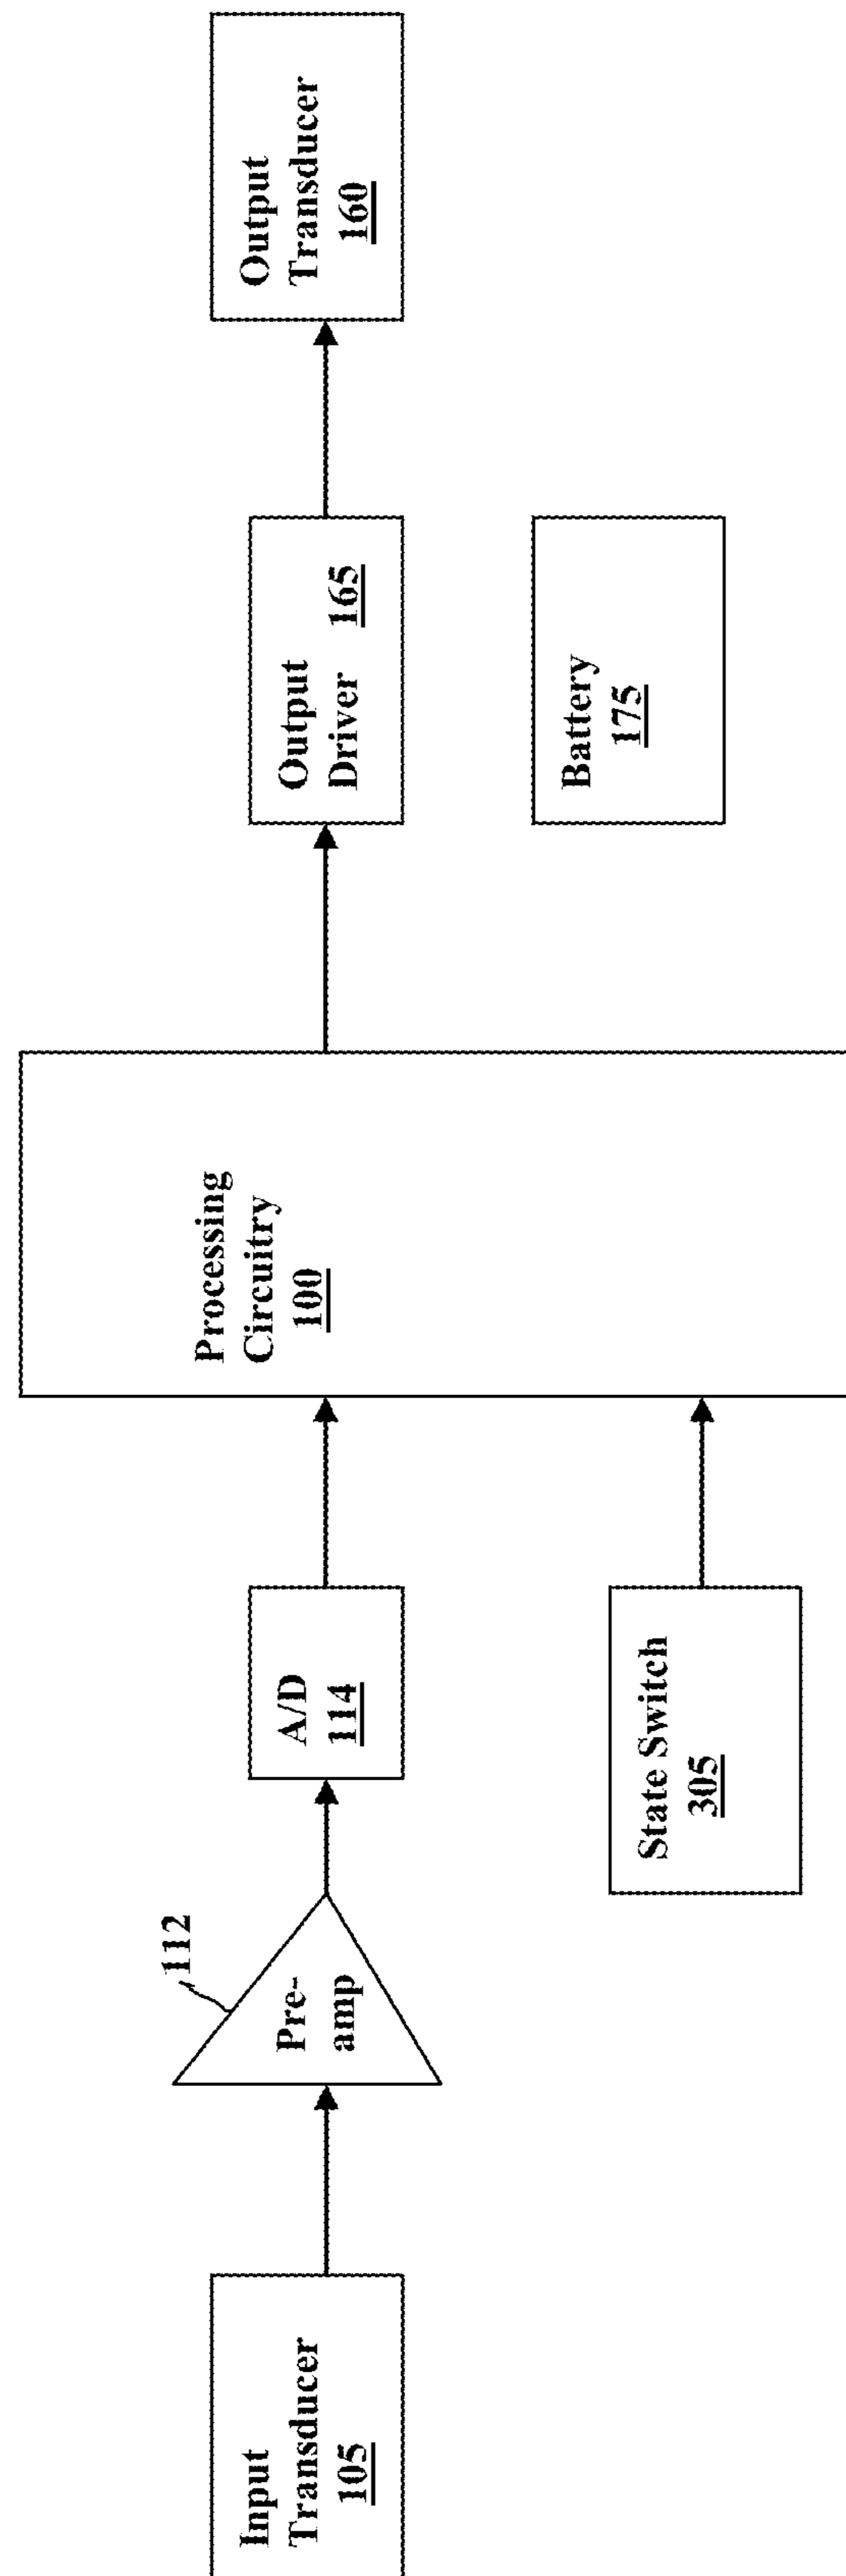 Input
Transducer
105
112
Pre-
amp
A/D
114
State Switch
305
Processing
Circuitry
100
Output
Driver 165
Battery
175
Output
Transducer
160